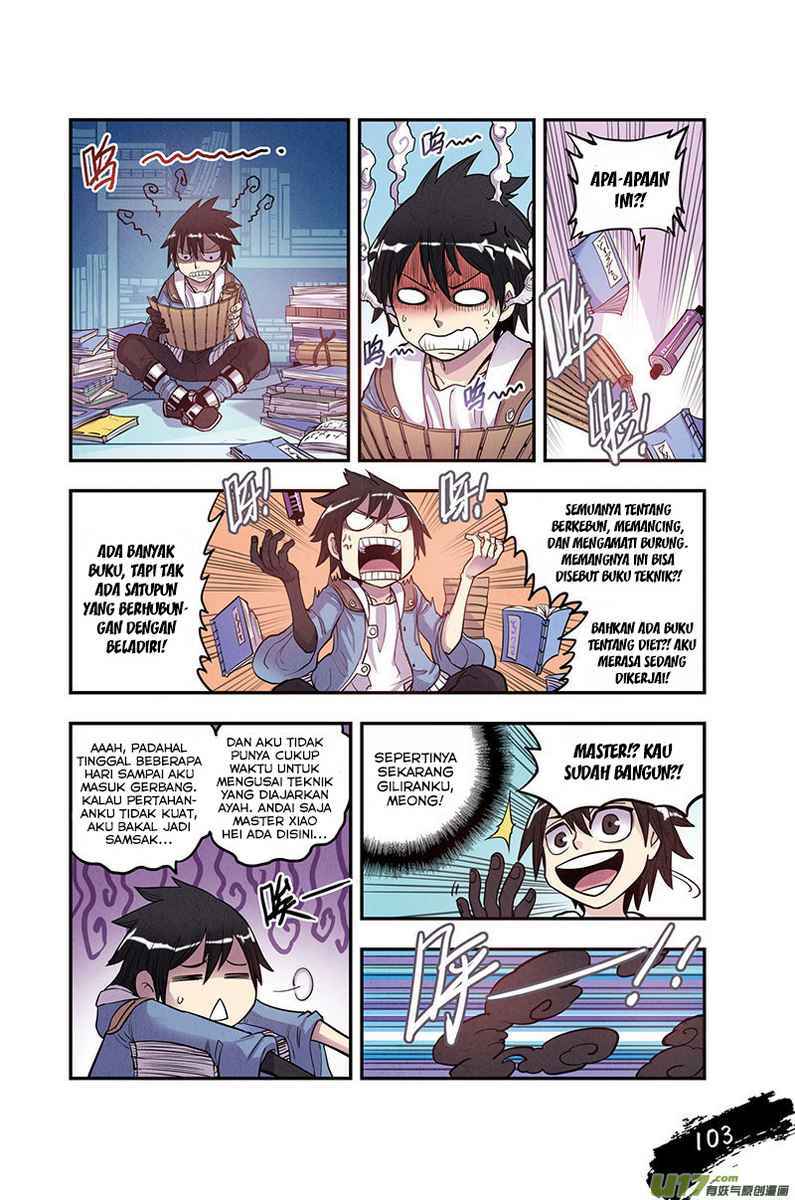 呜
呜
呜
呜
APA-APAAN
INI?!
哗
啦!
呀!
呀!
ADA BANYAK
BUKU, TAPI TAK
ADA SATUPUN
YANG BERHUBUN-
GAN DENGAN
BELADIRI!
SEMUANYA TENTANG
BERKEBUN, MEMANCING,
DAN MENGAMATI BURUNG.
MEMANGNYA INI BISA
DISEBUT BUKU TEKNIK?!
BAHKAN ADA BUKU
TENTANG DIET?! AKU
MERASA SEDANG
DIKERJAI!
AAAH, PADAHAL
TINGGAL BEBERAPA
HARI SAMPAI AKU
MASUK GERBANG.
KALAU PERTAHAN-
ANKU TIDAK KUAT,
AKU BAKAL JADI
SAMSAK...
DAN AKU TIDAK
PUNYA CUKUP
WAKTU UNTUK
MENGUSAI TEKNIK
YANG DIAJARKAN
AYAH. ANDAI SAJA
MASTER XIAO
HEI ADA DISINI...
唉——
SEPERTINYA
SEKARANG
GILIRANKU,
MEONG!
MASTER!? KAU
SUDAH BANGUN?!
呼——!!
103
U17.com
有妖气原创漫画